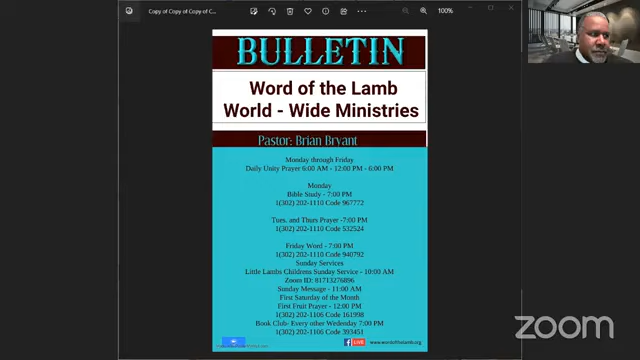 Copy of Copy of Copy of C...
100%
BULLETIN
Word of the Lamb
World - Wide Ministries
Pastor: Brian Bryant
Monday through Friday
Daily Unity Prayer 6:00 AM - 12:00 PM - 6:00 PM
Monday
Bible Study - 7:00 PM
1(302) 202-1110 Code 967772
Tues. and Thurs Prayer -7:00 PM
1(302) 202-1110 Code 532524
Friday Word - 7:00 PM
1(302) 202-1110 Code 940792
Sunday Services
Little Lambs Childrens Sunday Service - 10:00 AM
Zoom ID: 81713276896
Sunday Message - 11:00 AM
First Saturday of the Month
First Fruit Prayer - 12:00 PM
1(302) 202-1106 Code 161998
Book Club- Every other Wedenday 7:00 PM
1(302) 202-1106 Code 393451
LIVE
www.wordofthelamb.org
zoom